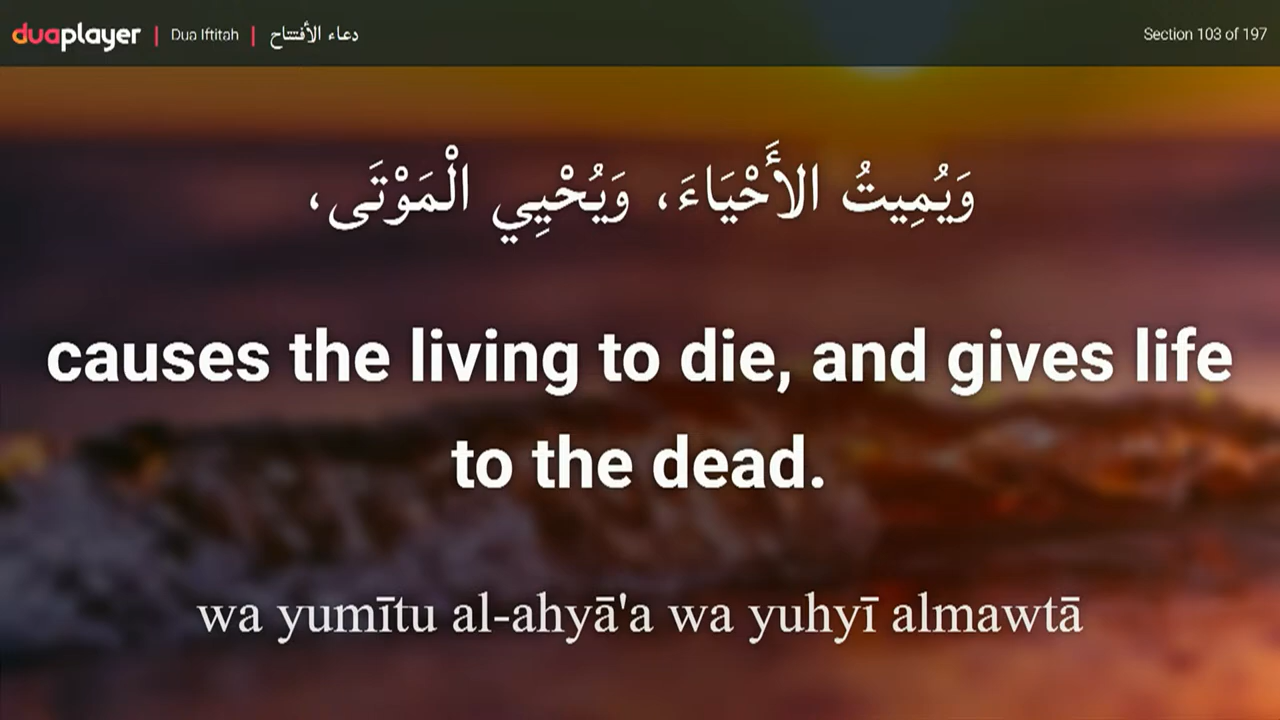 duaplayer | Dua Iftitah | دعاء الأفتتاح
Section 103 of 197
وَيُمِيتُ الأَحْيَاءَ، وَيُحْيِي الْمَوْتَى،
causes the living to die, and gives life
to the dead.
wa yumītu al-ahyā'a wa yuhyī almawtā